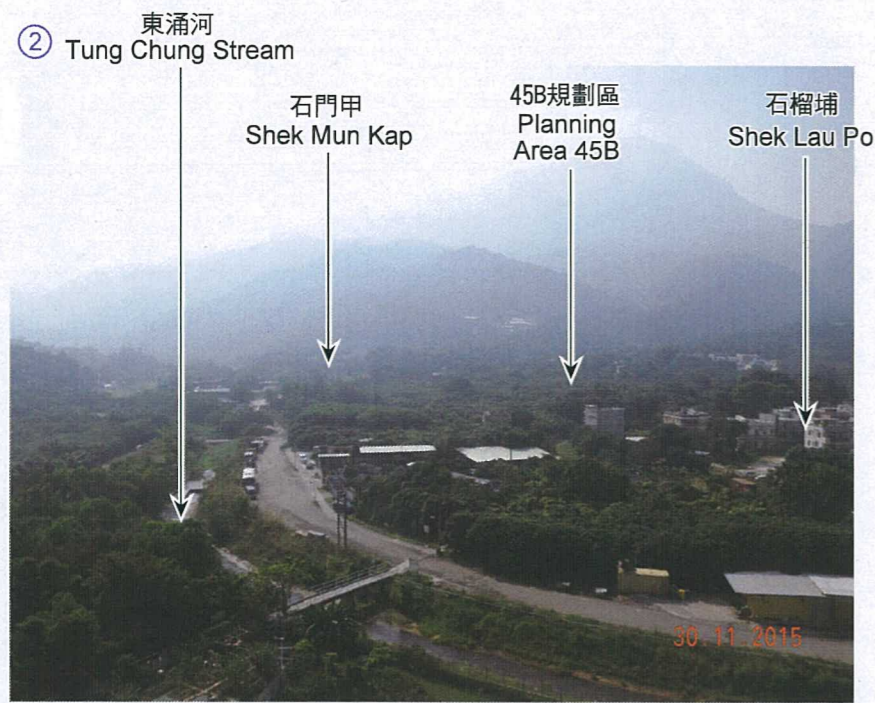 ②
東涌河
Tung Chung Stream
石門甲
Shek Mun Kap
45B規劃區
Planning
Area 45B
石榴埔
Shek Lau Po
30.11.2015